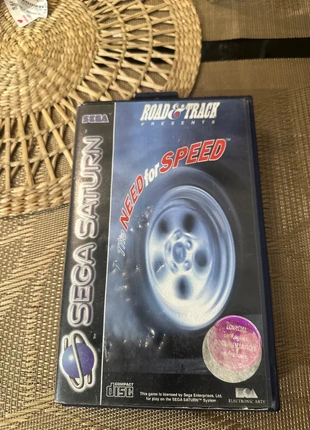 SEGA
ROAD & TRACK
PRESENTS
The NEED for SPEED™
SEGA SATURN
COMPACT
disc
This game is licensed by Sega Enterprises, Ltd.
for play on the SEGA SATURN™ System
ELECTRONIC ARTS